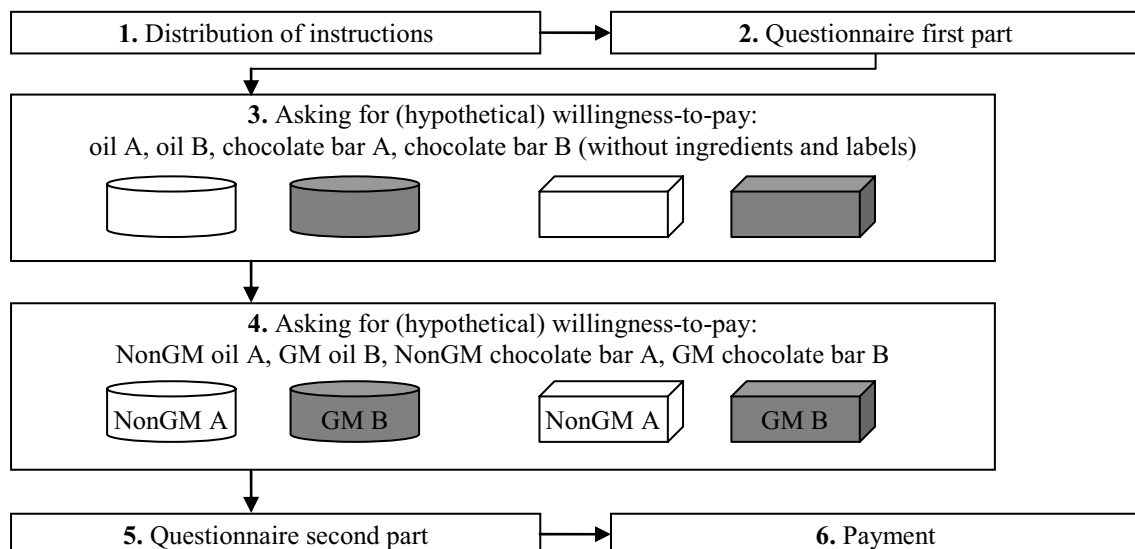 1. Distribution of instructions
2. Questionnaire first part
3. Asking for (hypothetical) willingness-to-pay:
oil A, oil B, chocolate bar A, chocolate bar B (without ingredients and labels)
4. Asking for (hypothetical) willingness-to-pay:
NonGM oil A, GM oil B, NonGM chocolate bar A, GM chocolate bar B
NonGM A
GM B
NonGM A
GM B
5. Questionnaire second part
6. Payment